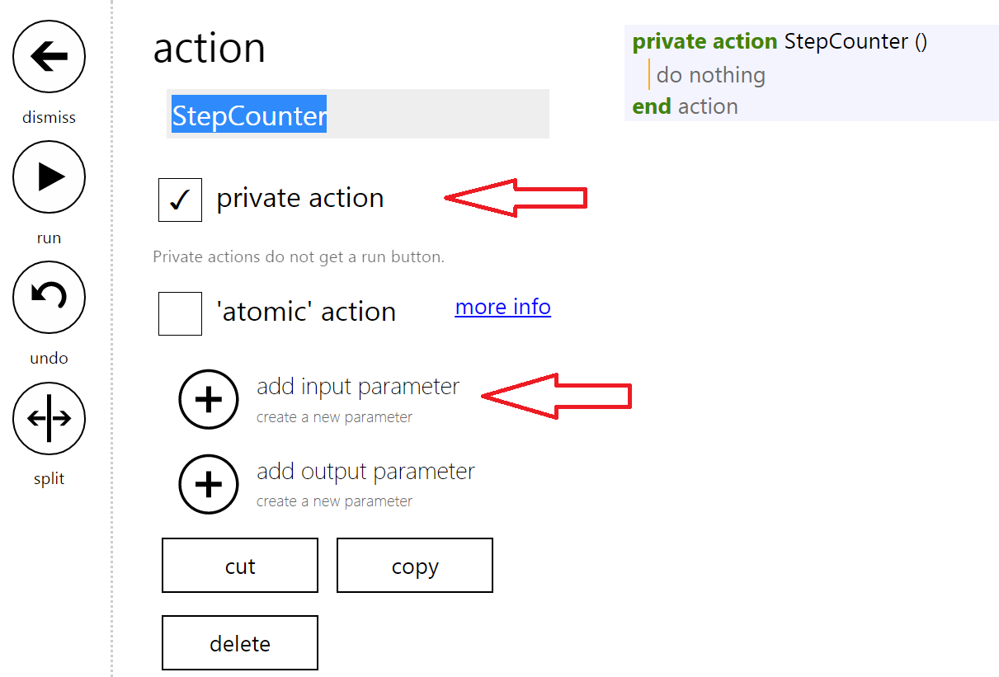 dismiss
run
undo
split
action
StepCounter
✓ private action
Private actions do not get a run button.
'atomic' action more info
add input parameter
create a new parameter
add output parameter
create a new parameter
cut copy
delete
private action StepCounter ()
do nothing
end action